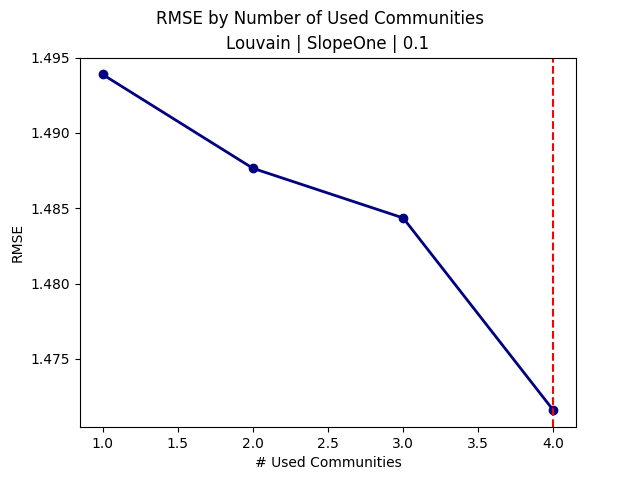 RMSE by Number of Used Communities
Louvain | SlopeOne | 0.1
1.495
1.490
1.485
1.480
1.475
RMSE
1.0 1.5 2.0 2.5 3.0 3.5 4.0
# Used Communities